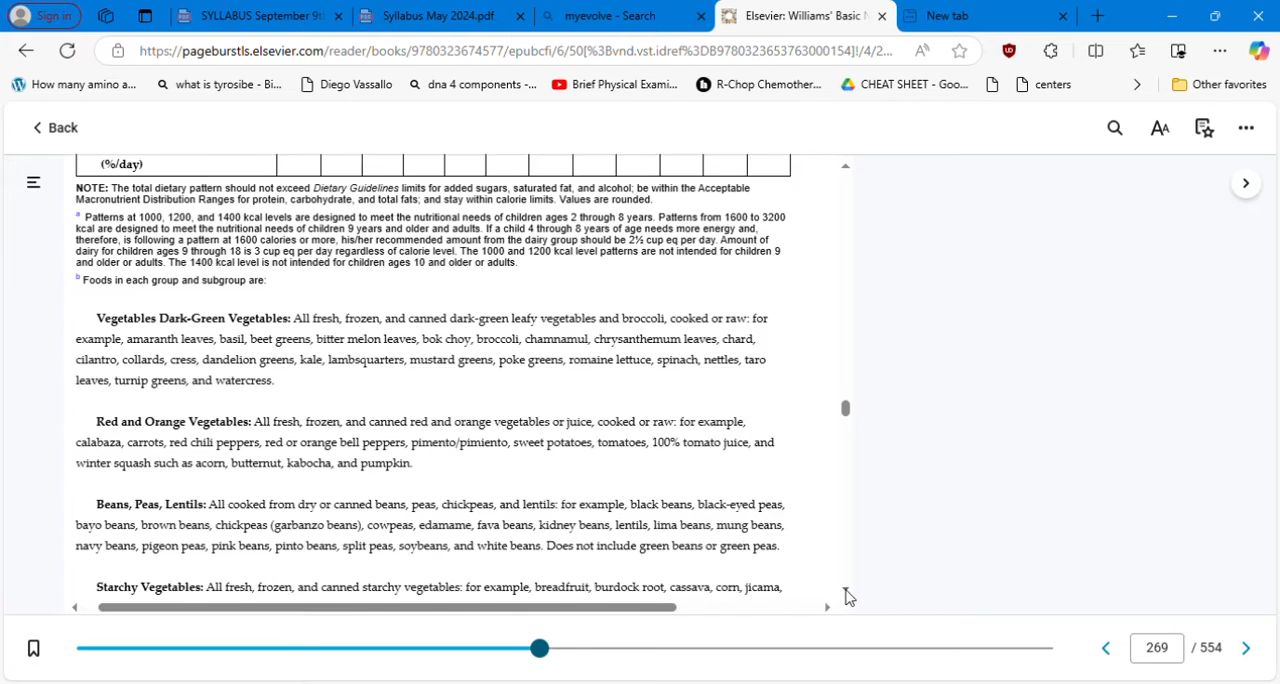 Sign in
SYLLABUS September 9th
Syllabus May 2024.pdf
myevolve - Search
Elsevier: Williams' Basic N
New tab
https://pageburstls.elsevier.com/reader/books/9780323674577/epubcfi/6/50[%3Bvnd.vst.idref%3DB9780323653763000154]!/4/2...
How many amino a...
what is tyrosibe - Bi...
Diego Vassallo
dna 4 components -...
Brief Physical Exami...
R-Chop Chemother...
CHEAT SHEET - Goo...
centers
Other favorites
Back
(%/day)
NOTE: The total dietary pattern should not exceed Dietary Guidelines limits for added sugars, saturated fat, and alcohol; be within the Acceptable
Macronutrient Distribution Ranges for protein, carbohydrate, and total fats; and stay within calorie limits. Values are rounded.
a Patterns at 1000, 1200, and 1400 kcal levels are designed to meet the nutritional needs of children ages 2 through 8 years. Patterns from 1600 to 3200
kcal are designed to meet the nutritional needs of children 9 years and older and adults. If a child 4 through 8 years of age needs more energy and,
therefore, is following a pattern at 1600 calories or more, his/her recommended amount from the dairy group should be 2½ cup eq per day. Amount of
dairy for children ages 9 through 18 is 3 cup eq per day regardless of calorie level. The 1000 and 1200 kcal level patterns are not intended for children 9
and older or adults. The 1400 kcal level is not intended for children ages 10 and older or adults.
b Foods in each group and subgroup are:
Vegetables Dark-Green Vegetables: All fresh, frozen, and canned dark-green leafy vegetables and broccoli, cooked or raw: for
example, amaranth leaves, basil, beet greens, bitter melon leaves, bok choy, broccoli, chamnamul, chrysanthemum leaves, chard,
cilantro, collards, cress, dandelion greens, kale, lambsquarters, mustard greens, poke greens, romaine lettuce, spinach, nettles, taro
leaves, turnip greens, and watercress.
Red and Orange Vegetables: All fresh, frozen, and canned red and orange vegetables or juice, cooked or raw: for example,
calabaza, carrots, red chili peppers, red or orange bell peppers, pimento/pimiento, sweet potatoes, tomatoes, 100% tomato juice, and
winter squash such as acorn, butternut, kabocha, and pumpkin.
Beans, Peas, Lentils: All cooked from dry or canned beans, peas, chickpeas, and lentils: for example, black beans, black-eyed peas,
bayo beans, brown beans, chickpeas (garbanzo beans), cowpeas, edamame, fava beans, kidney beans, lentils, lima beans, mung beans,
navy beans, pigeon peas, pink beans, pinto beans, split peas, soybeans, and white beans. Does not include green beans or green peas.
Starchy Vegetables: All fresh, frozen, and canned starchy vegetables: for example, breadfruit, burdock root, cassava, corn, jicama,
269 / 554